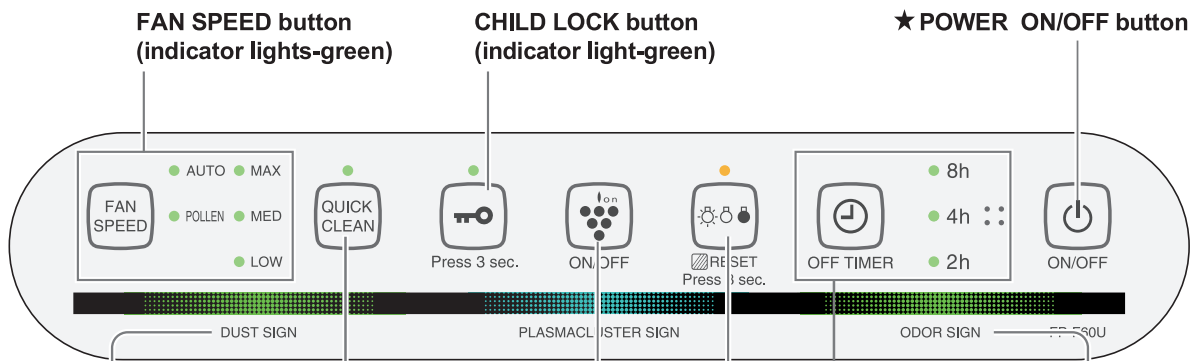 FAN SPEED button
(indicator lights-green)
CHILD LOCK button
(indicator light-green)
★POWER ON/OFF button
FAN
SPEED
AUTO
MAX
POLLEN
MED
LOW
QUICK
CLEAN
Press 3 sec.
on
ON/OFF
RESET
Press 3 sec.
OFF TIMER
8h
4h
2h
ON/OFF
DUST SIGN
PLASMACLUSTER SIGN
ODOR SIGN
FP-F60U